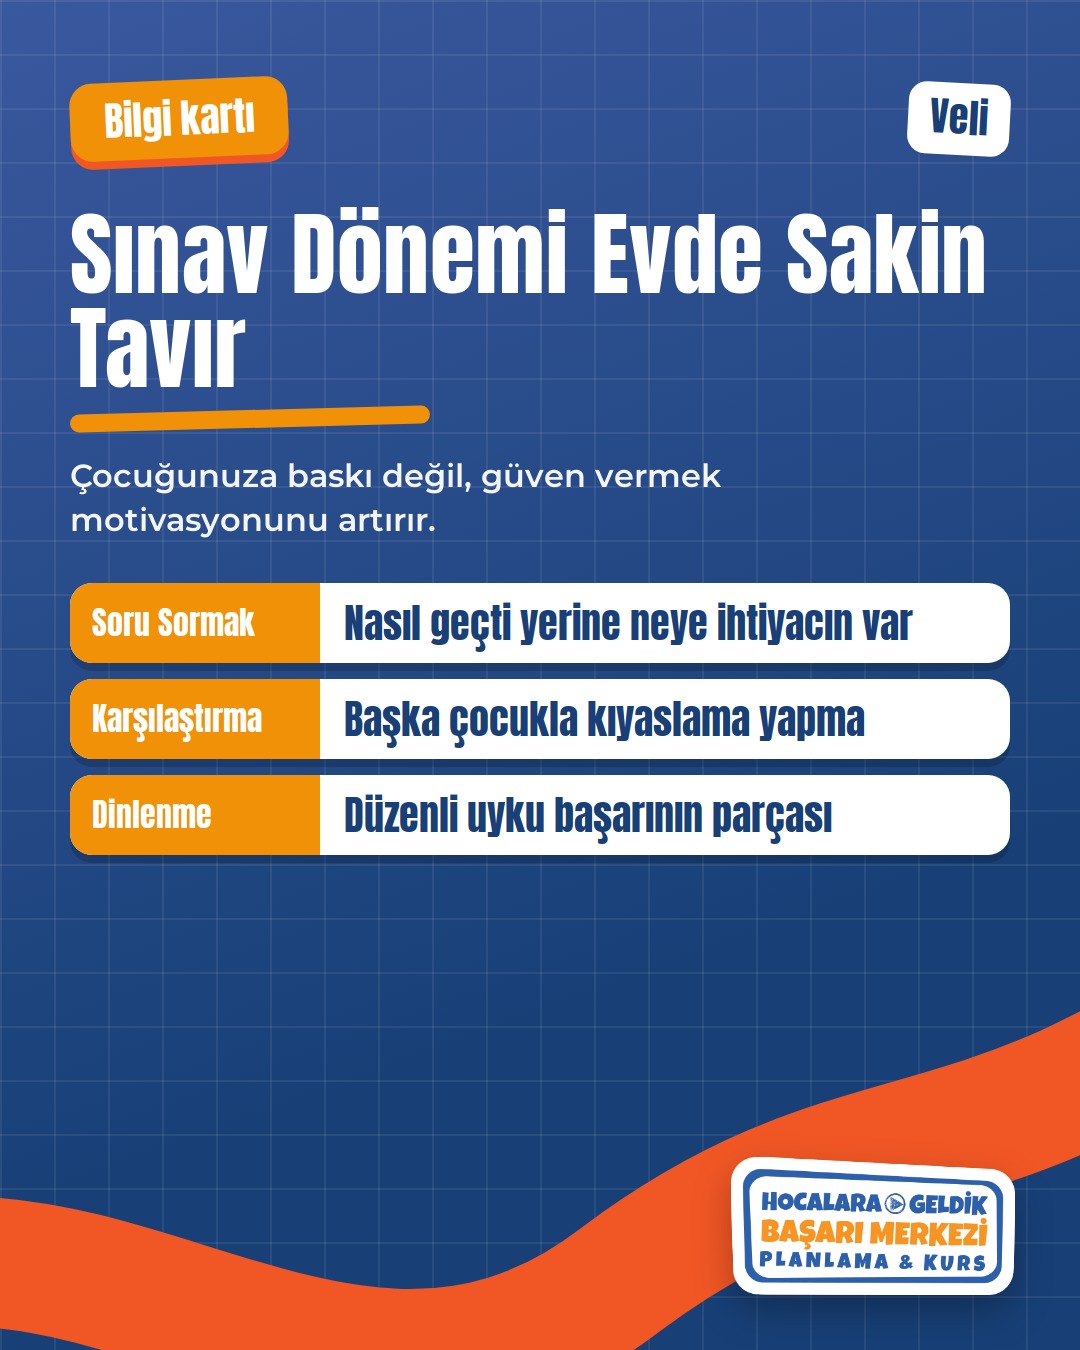 Bilgi kartı
Veli
Sınav Dönemi Evde Sakin
Tavır
Çocuğunuza baskı değil, güven vermek
motivasyonunu artırır.
Soru Sormak
Nasıl geçti yerine neye ihtiyacın var
Karşılaştırma
Başka çocukla kıyaslama yapma
Dinlenme
Düzenli uyku başarının parçası
HOCALARA GELDİK
BAŞARI MERKEZİ
PLANLAMA & KURS